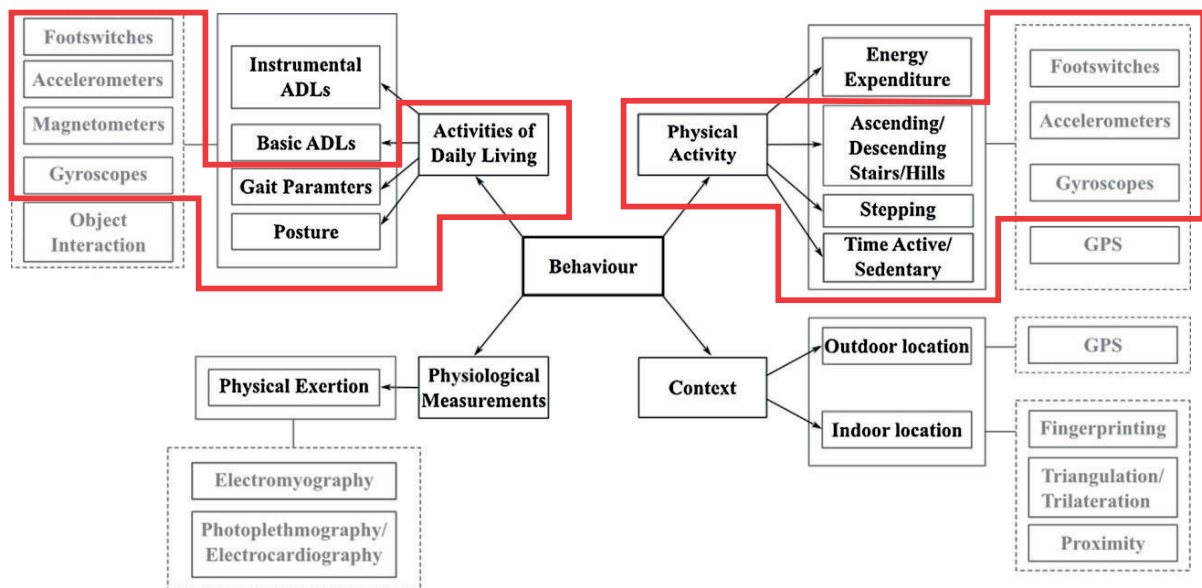 Footswitches
Accelerometers
Magnetometers
Gyroscopes
Object
Interaction
Instrumental
ADLs
Basic ADLs
Gait Paramters
Posture
Activities of
Daily Living
Physical
Activity
Energy
Expenditure
Ascending/
Descending
Stairs/Hills
Stepping
Time Active/
Sedentary
Footswitches
Accelerometers
Gyroscopes
GPS
Behaviour
Physical Exertion
Physiological
Measurements
Electromyography
Photoplethmography/
Electrocardiography
Context
Outdoor location
Indoor location
GPS
Fingerprinting
Triangulation/
Trilateration
Proximity